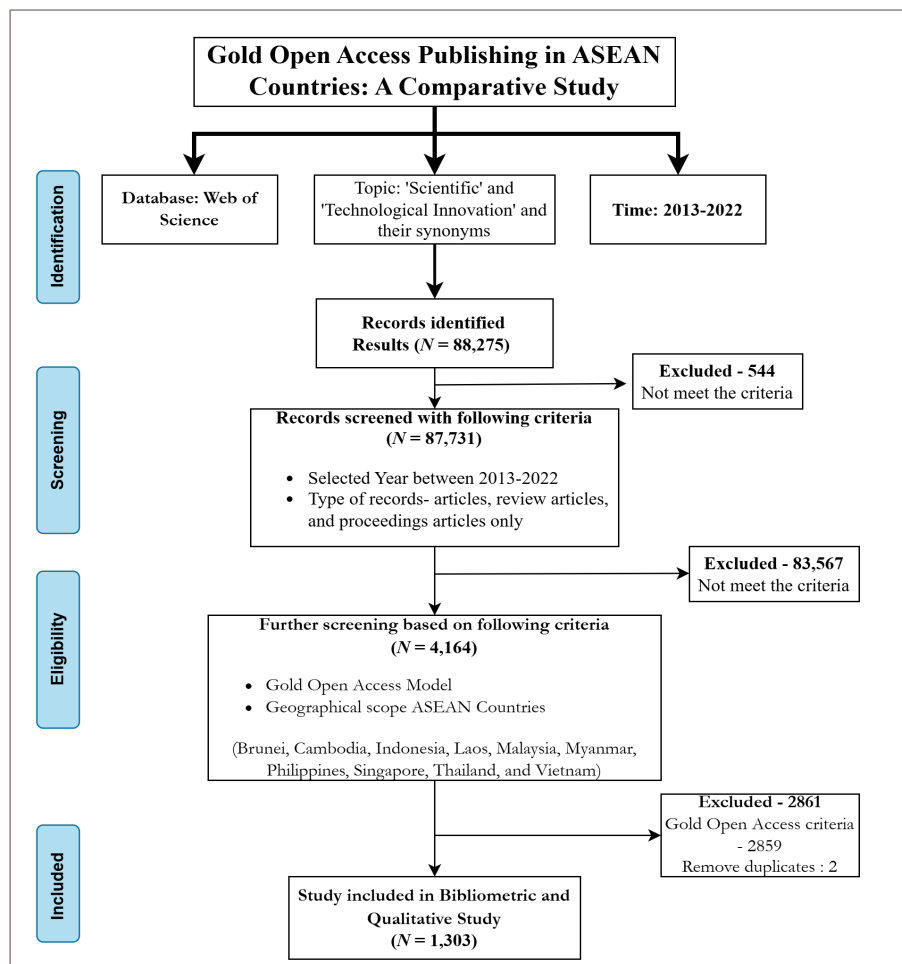 Gold Open Access Publishing in ASEAN
Countries: A Comparative Study
Identification
Database: Web of
Science
Topic: 'Scientific' and
'Technological Innovation' and
their synonyms
Time: 2013-2022
Records identified
Results (N = 88,275)
Excluded - 544
Not meet the criteria
Screening
Records screened with following criteria
(N = 87,731)
• Selected Year between 2013-2022
• Type of records- articles, review articles,
and proceedings articles only
Excluded - 83,567
Not meet the criteria
Eligibility
Further screening based on following criteria
(N = 4,164)
• Gold Open Access Model
• Geographical scope ASEAN Countries
(Brunei, Cambodia, Indonesia, Laos, Malaysia, Myanmar,
Philippines, Singapore, Thailand, and Vietnam)
Excluded - 2861
Gold Open Access criteria
- 2859
Remove duplicates : 2
Included
Study included in Bibliometric and
Qualitative Study
(N = 1,303)